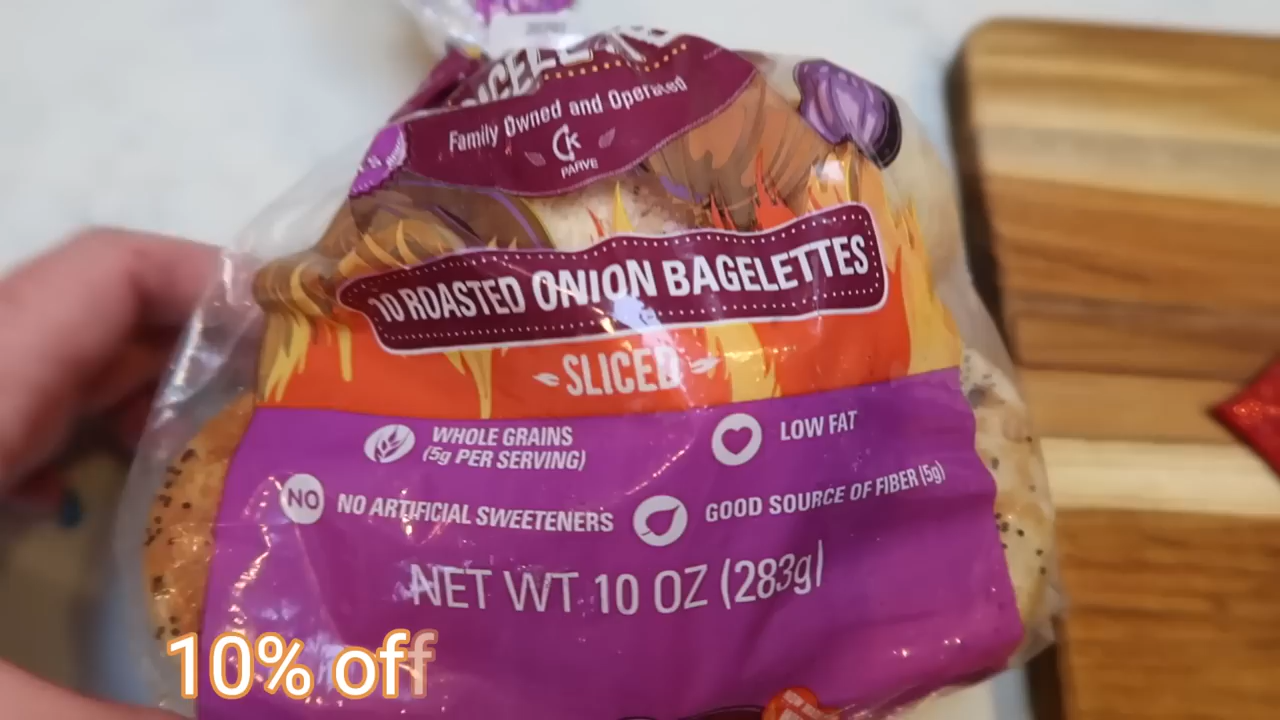 Family Owned and Operated
CK
PARVE
10 ROASTED ONION BAGELETTES
SLICED
WHOLE GRAINS
(5g PER SERVING)
LOW FAT
NO
NO ARTIFICIAL SWEETENERS
GOOD SOURCE OF FIBER (5g)
NET WT 10 OZ (283g)
10% off